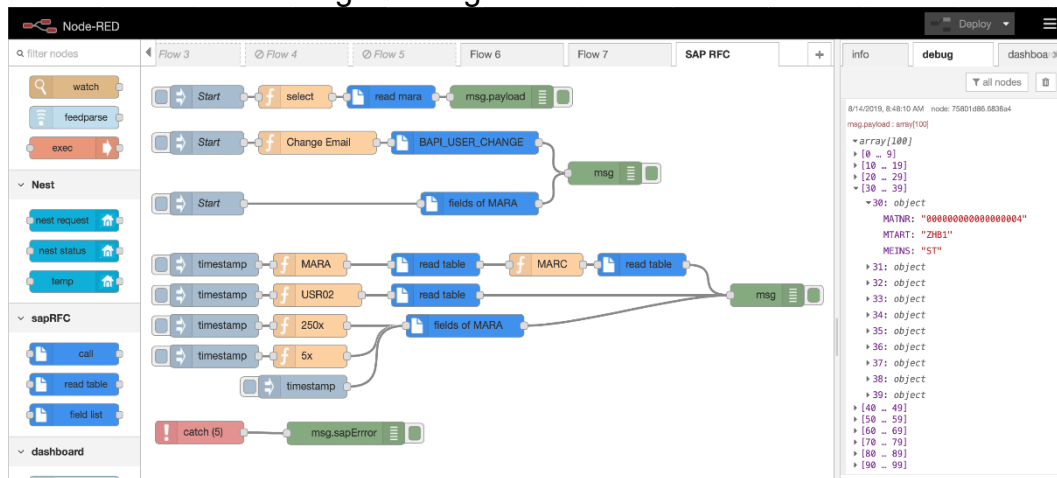 Node-RED
Deploy
filter nodes
Flow 3
Flow 4
Flow 5
Flow 6
Flow 7
SAP RFC
+
info
debug
dashboa
watch
feedparse
exec
Nest
nest request
nest status
temp
sapRFC
call
read table
field list
dashboard
Start
select
read mara
msg.payload
Start
Change Email
BAPI_USER_CHANGE
msg
Start
fields of MARA
timestamp
MARA
read table
MARC
read table
timestamp
USR02
read table
msg
timestamp
250x
fields of MARA
timestamp
5x
timestamp
catch (5)
msg.sapErrror
all nodes
8/14/2019, 8:48:10 AM node: 75801d86.6838a4
msg.payload : array[100]
array[100]
[0 … 9]
[10 … 19]
[20 … 29]
[30 … 39]
30: object
MATNR: "000000000000000004"
MTART: "ZHB1"
MEINS: "ST"
31: object
32: object
33: object
34: object
35: object
36: object
37: object
38: object
39: object
[40 … 49]
[50 … 59]
[60 … 69]
[70 … 79]
[80 … 89]
[90 … 99]